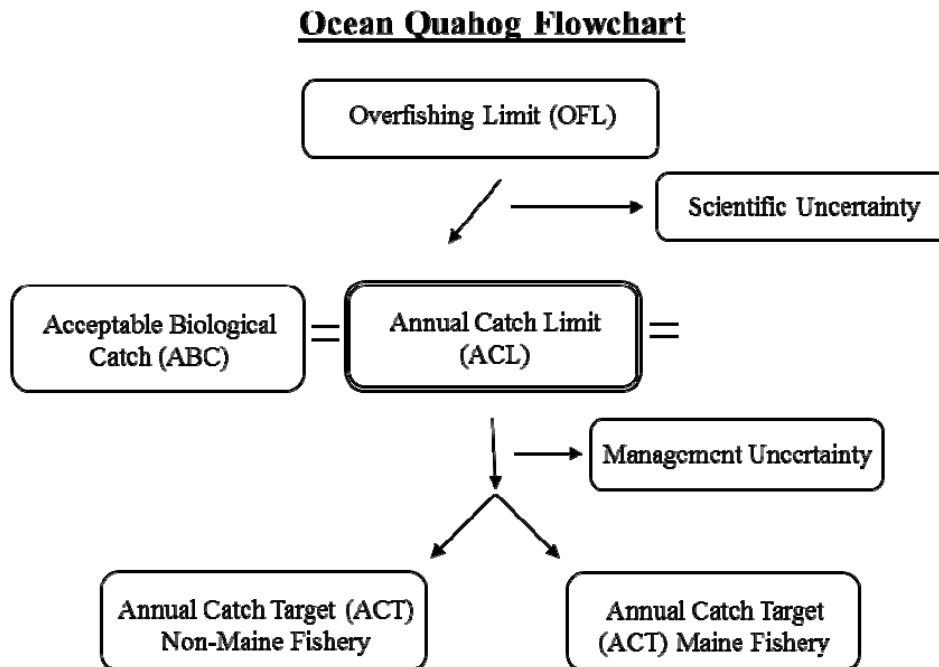 Ocean Quahog Flowchart
Overfishing Limit (OFL)
Scientific Uncertainty
Acceptable Biological
Catch (ABC)
=
Annual Catch Limit
(ACL)
=
Management Uncertainty
Annual Catch Target (ACT)
Non-Maine Fishery
Annual Catch Target
(ACT) Maine Fishery